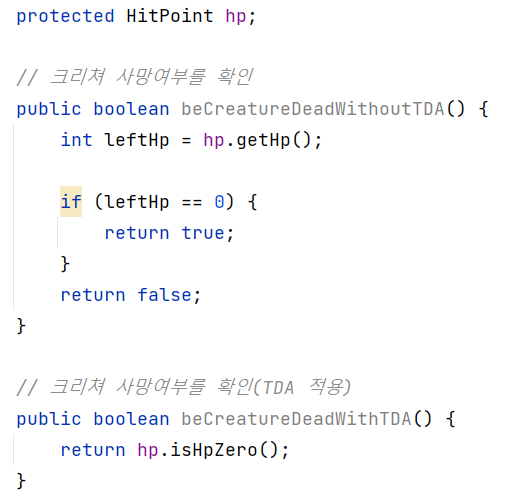 protected HitPoint hp;
// 크리쳐 사망여부를 확인
public boolean beCreatureDeadWithoutTDA() {
int leftHp = hp.getHp();
if (leftHp == 0) {
return true;
}
return false;
}
// 크리쳐 사망여부를 확인(TDA 적용)
public boolean beCreatureDeadWithTDA() {
return hp.isHpZero();
}